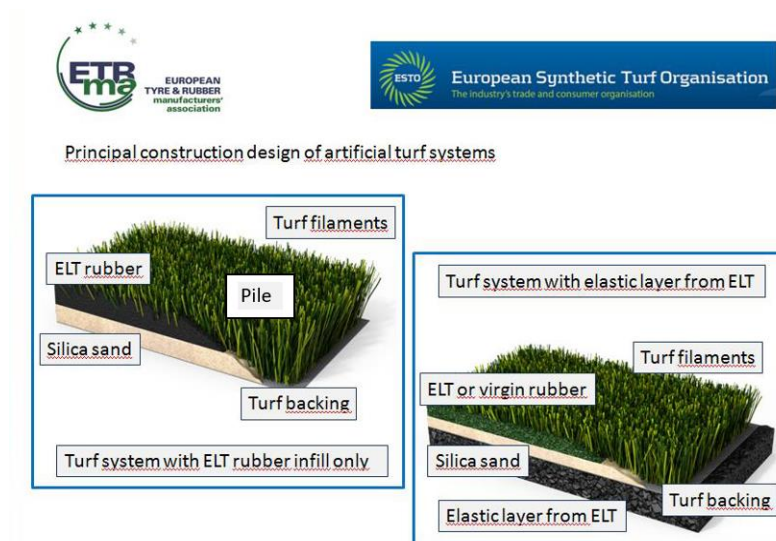 ETR
ma
EUROPEAN
TYRE & RUBBER
manufacturers'
association
ESTO
European Synthetic Turf Organisation
The industry's trade and consumer organisation
Principal construction design of artificial turf systems
Turf filaments
ELT rubber
Pile
Silica sand
Turf backing
Turf system with ELT rubber infill only
Turf system with elastic layer from ELT
Turf filaments
ELT or virgin rubber
Silica sand
Turf backing
Elastic layer from ELT